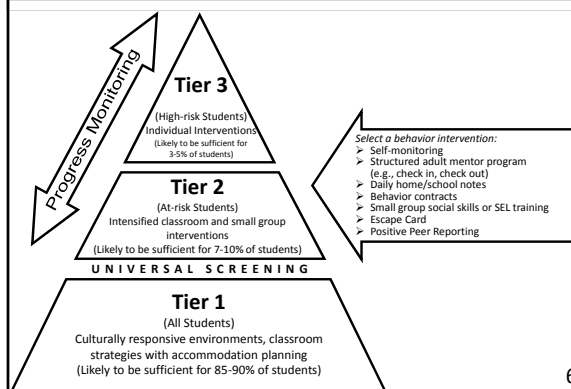 Progress Monitoring
Tier 3
(High-risk Students)
Individual Interventions
(Likely to be sufficient for
3-5% of students)
Tier 2
(At-risk Students)
Intensified classroom and small group
interventions
(Likely to be sufficient for 7-10% of students)
UNIVERSAL SCREENING
Tier 1
(All Students)
Culturally responsive environments, classroom
strategies with accommodation planning
(Likely to be sufficient for 85-90% of students)
Select a behavior intervention:
➢ Self-monitoring
➢ Structured adult mentor program
(e.g., check in, check out)
➢ Daily home/school notes
➢ Behavior contracts
➢ Small group social skills or SEL training
➢ Escape Card
➢ Positive Peer Reporting
6